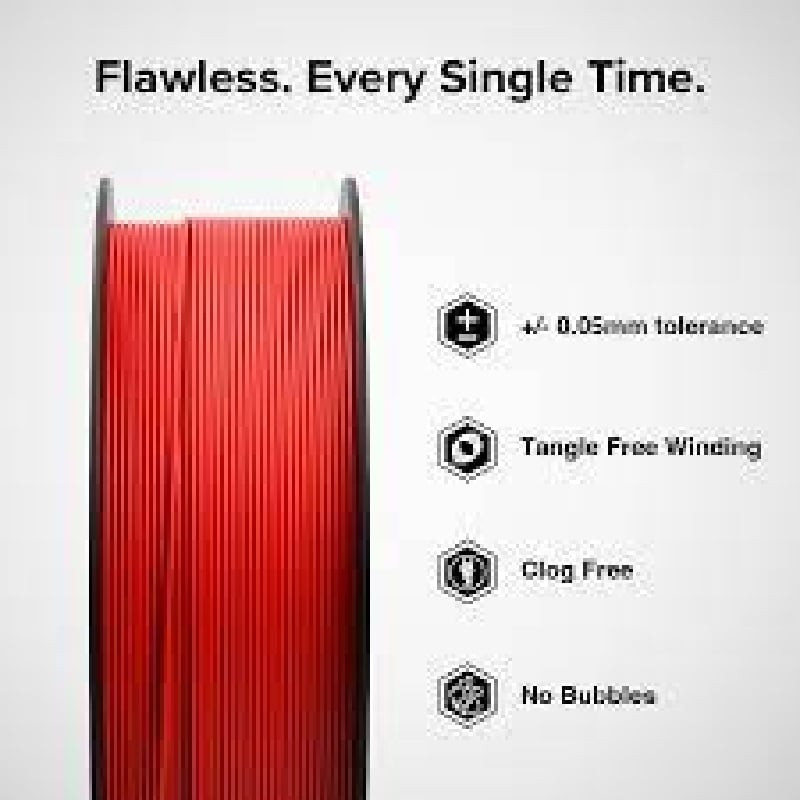 Flawless. Every Single Time.
+/- 0.05mm tolerance
Tangle Free Winding
Clog Free
No Bubbles